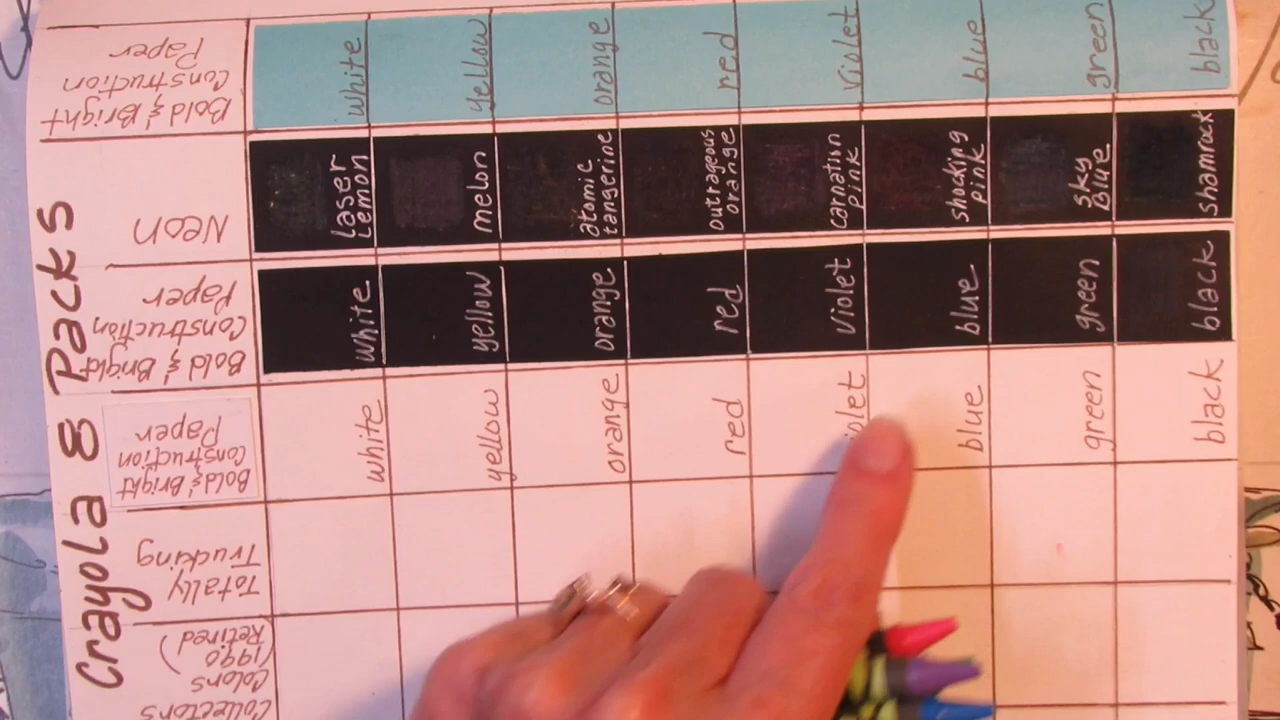 Crayola 8 Packs
Bold & Bright
Construction
Paper
white
yellow
orange
red
violet
blue
green
black
Neon
laser
lemon
melon
atomic
tangerine
outrageous
orange
carnation
pink
shocking
pink
sky
Blue
shamrock
Bold & Bright
Construction
Paper
white
yellow
orange
red
violet
blue
green
black
Bold & Bright
Construction
Paper
white
yellow
orange
red
iolet
blue
green
black
Totally
Trucking
Collectors
Colors
(1990
Retired)